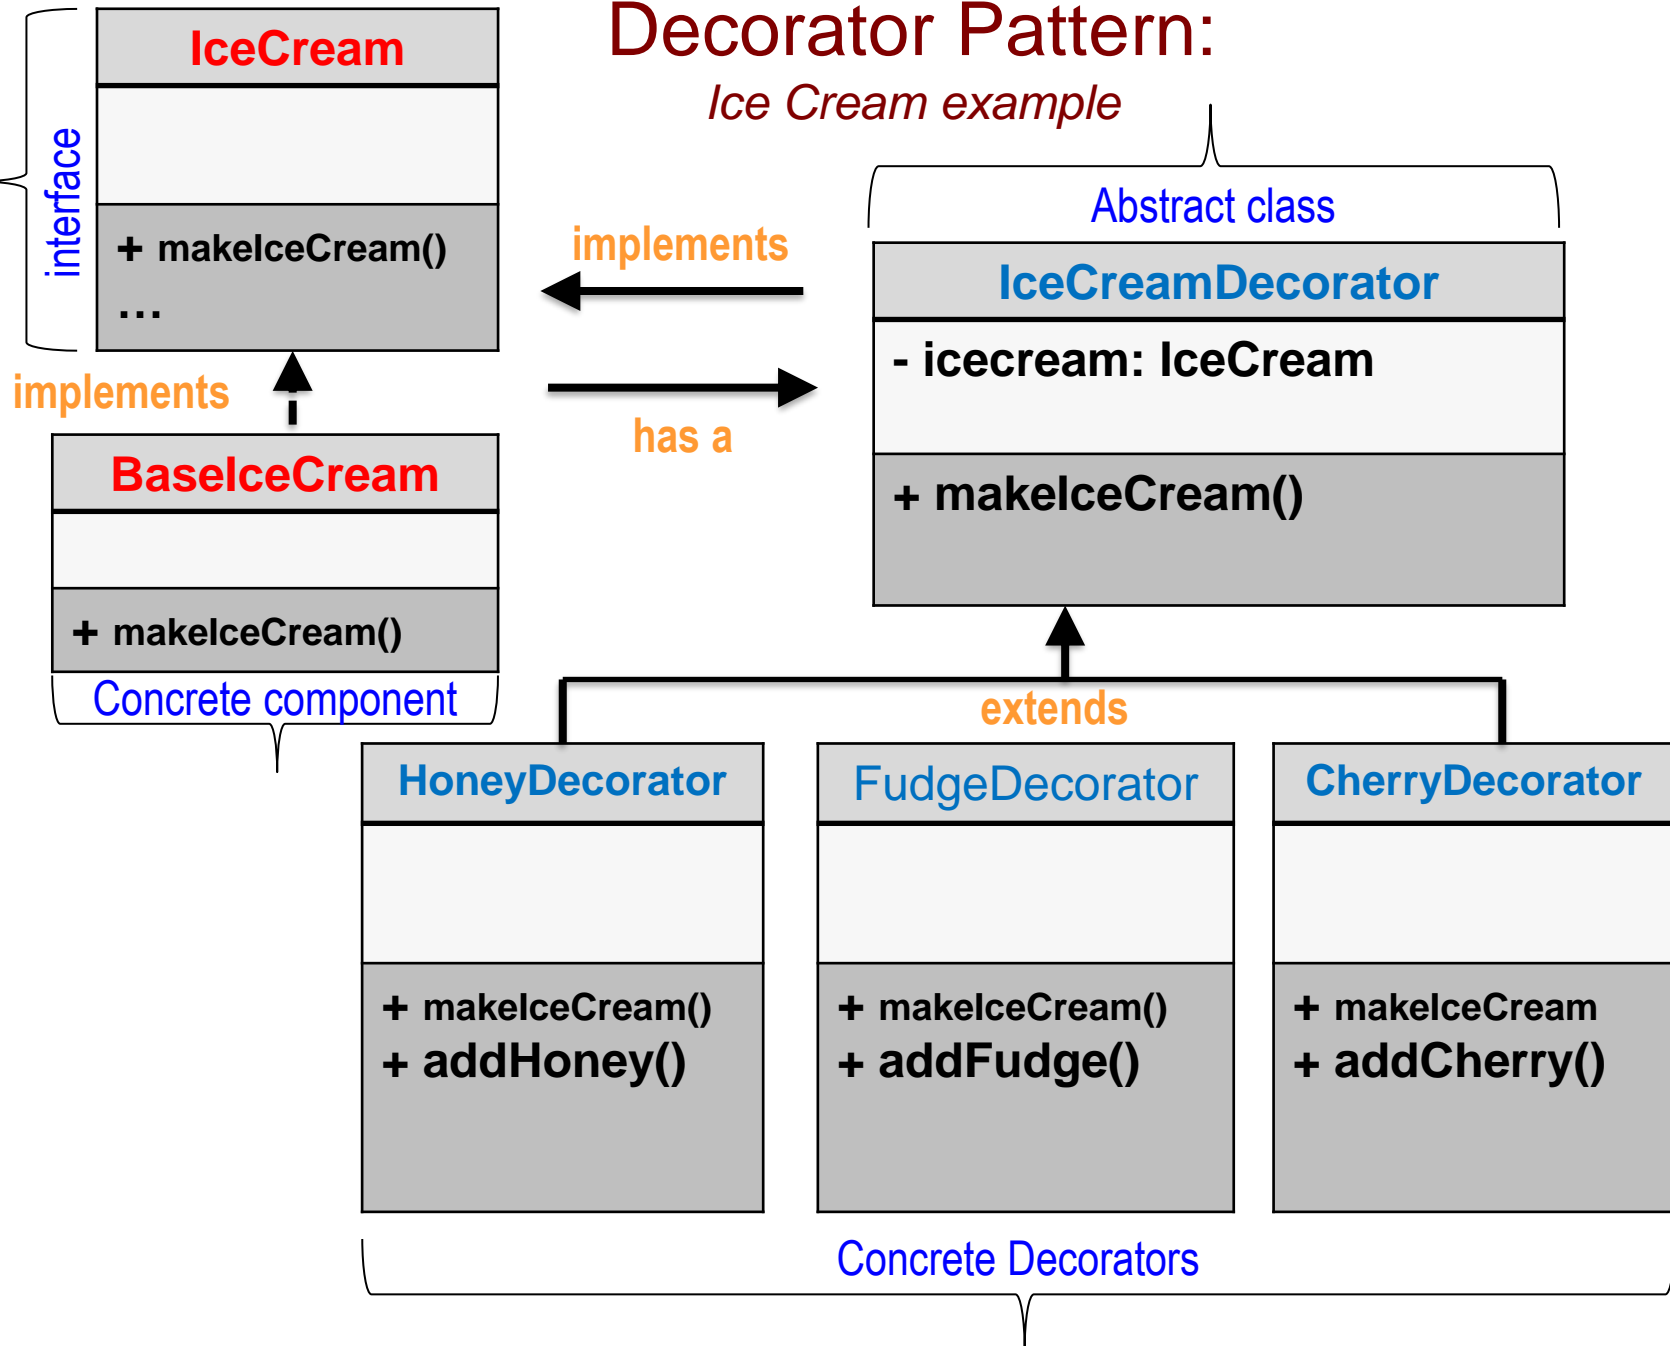 Decorator Pattern:
Ice Cream example
IceCream
interface
+ makeIceCream()
...
implements
BaseIceCream
+ makeIceCream()
Concrete component
implements
has a
Abstract class
IceCreamDecorator
- icecream: IceCream
+ makeIceCream()
extends
HoneyDecorator
+ makeIceCream()
+ addHoney()
FudgeDecorator
+ makeIceCream()
+ addFudge()
CherryDecorator
+ makeIceCream
+ addCherry()
Concrete Decorators